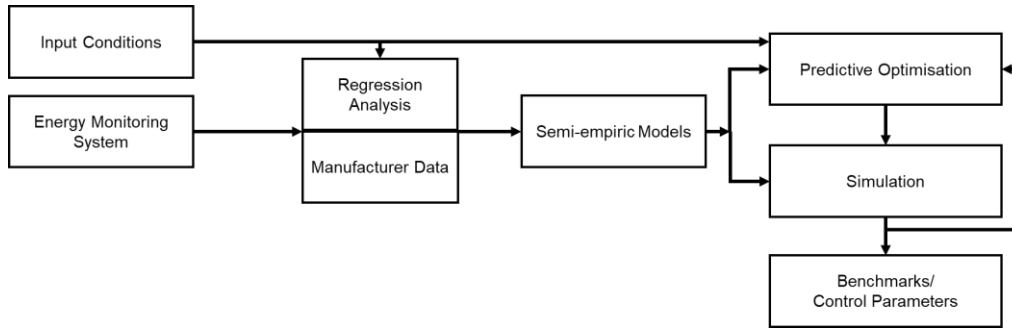 Input Conditions
Energy Monitoring
System
Regression
Analysis
Manufacturer Data
Semi-empiric Models
Predictive Optimisation
Simulation
Benchmarks/
Control Parameters